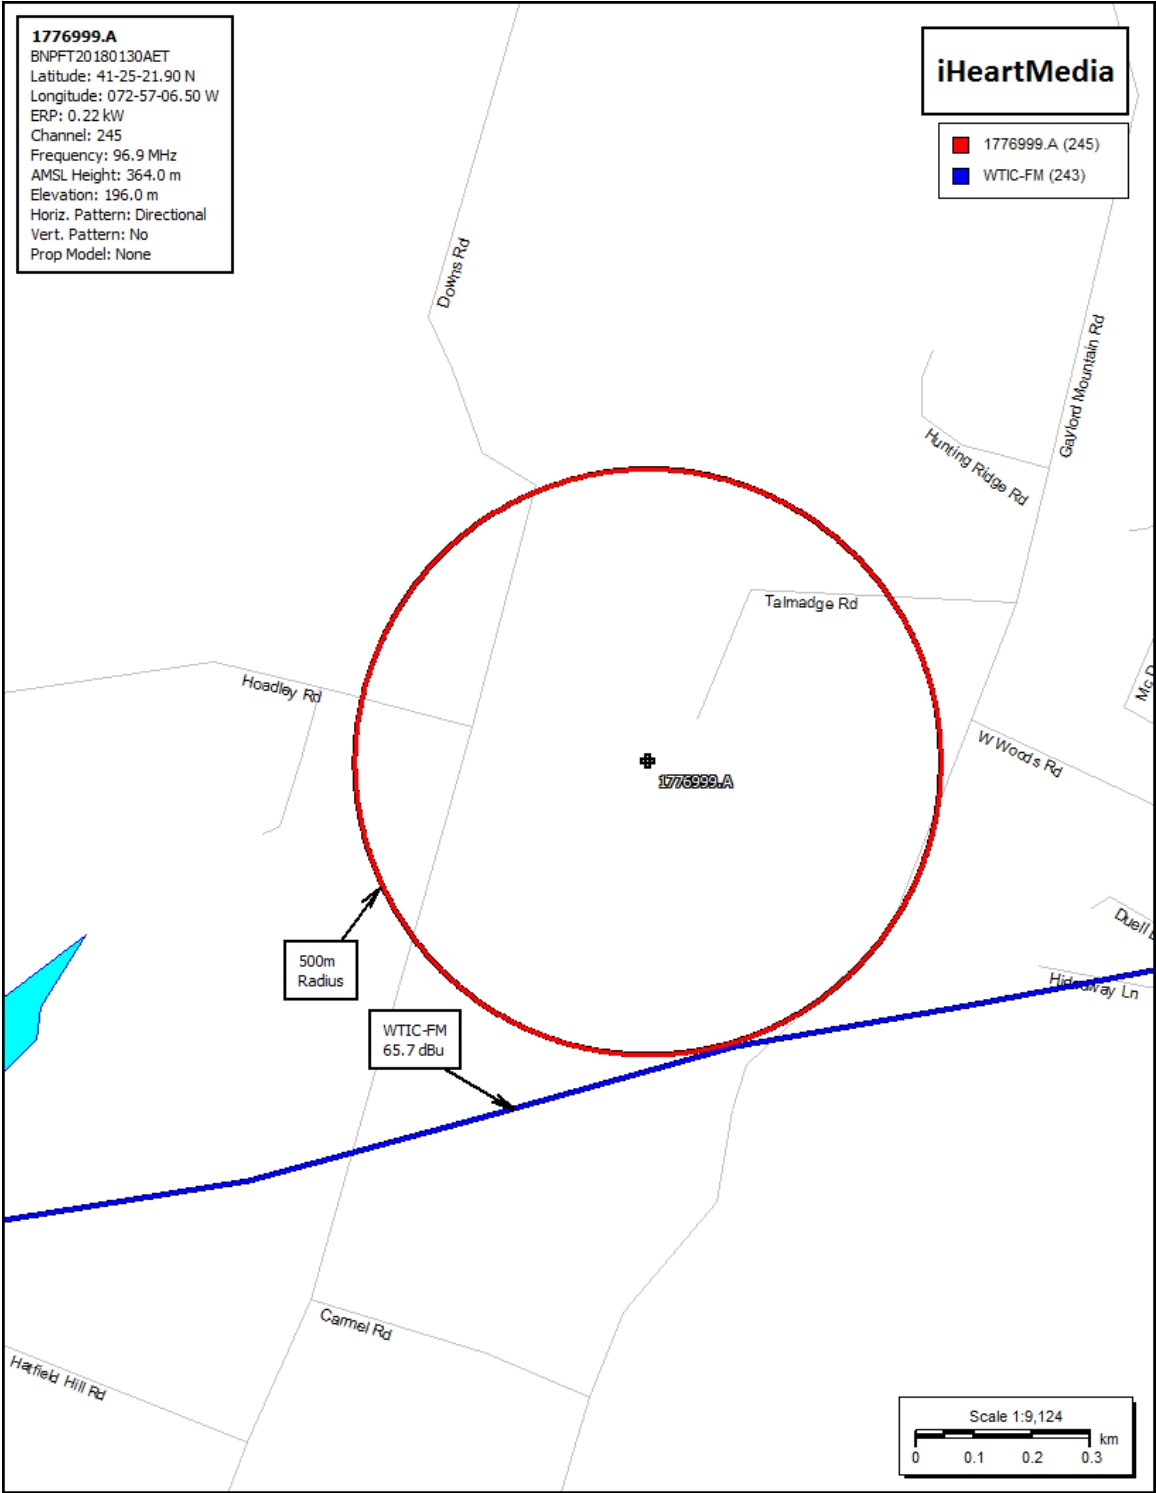 1776999.A
BNPFT20180130AET
Latitude: 41-25-21.90 N
Longitude: 072-57-06.50 W
ERP: 0.22 kW
Channel: 245
Frequency: 96.9 MHz
AMSL Height: 364.0 m
Elevation: 196.0 m
Horiz. Pattern: Directional
Vert. Pattern: No
Prop Model: None
iHeartMedia
1776999.A (245)
WTIC-FM (243)
Downs Rd
Gaylord Mountain Rd
Hunting Ridge Rd
Talmadge Rd
Hoadley Rd
Mc D
W Woods Rd
1776999.A
Duell
500m
Radius
Hideaway Ln
WTIC-FM
65.7 dBu
Carmel Rd
Hatfield Hill Rd
Scale 1:9,124
km
0 0.1 0.2 0.3